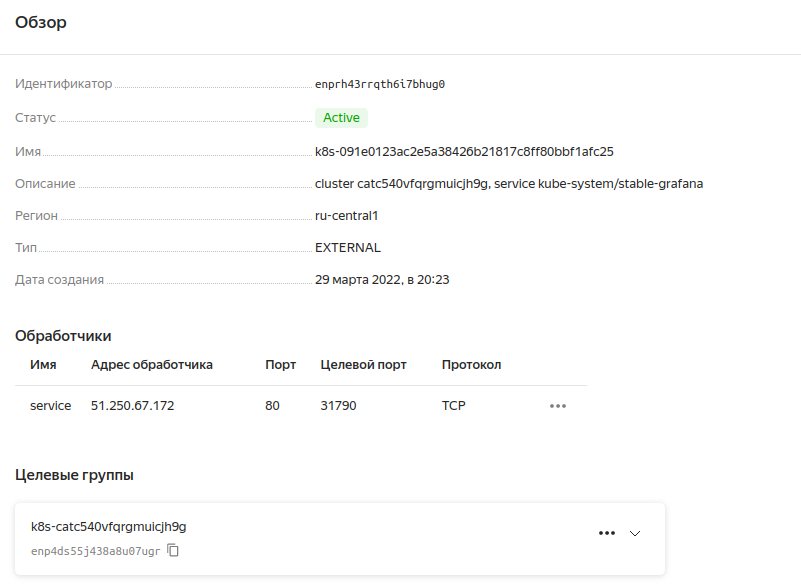 Обзор
Идентификатор enprh43rrqth6i7bhug0
Статус Active
Имя k8s-091e0123ac2e5a38426b21817c8ff80bbf1afc25
Описание cluster catc540vfqrgmuicjh9g, service kube-system/stable-grafana
Регион ru-central1
Тип EXTERNAL
Дата создания 29 марта 2022, в 20:23
Обработчики
Имя Адрес обработчика Порт Целевой порт Протокол
service 51.250.67.172 80 31790 TCP
Целевые группы
k8s-catc540vfqrgmuicjh9g
enp4ds55j438a8u07ugr